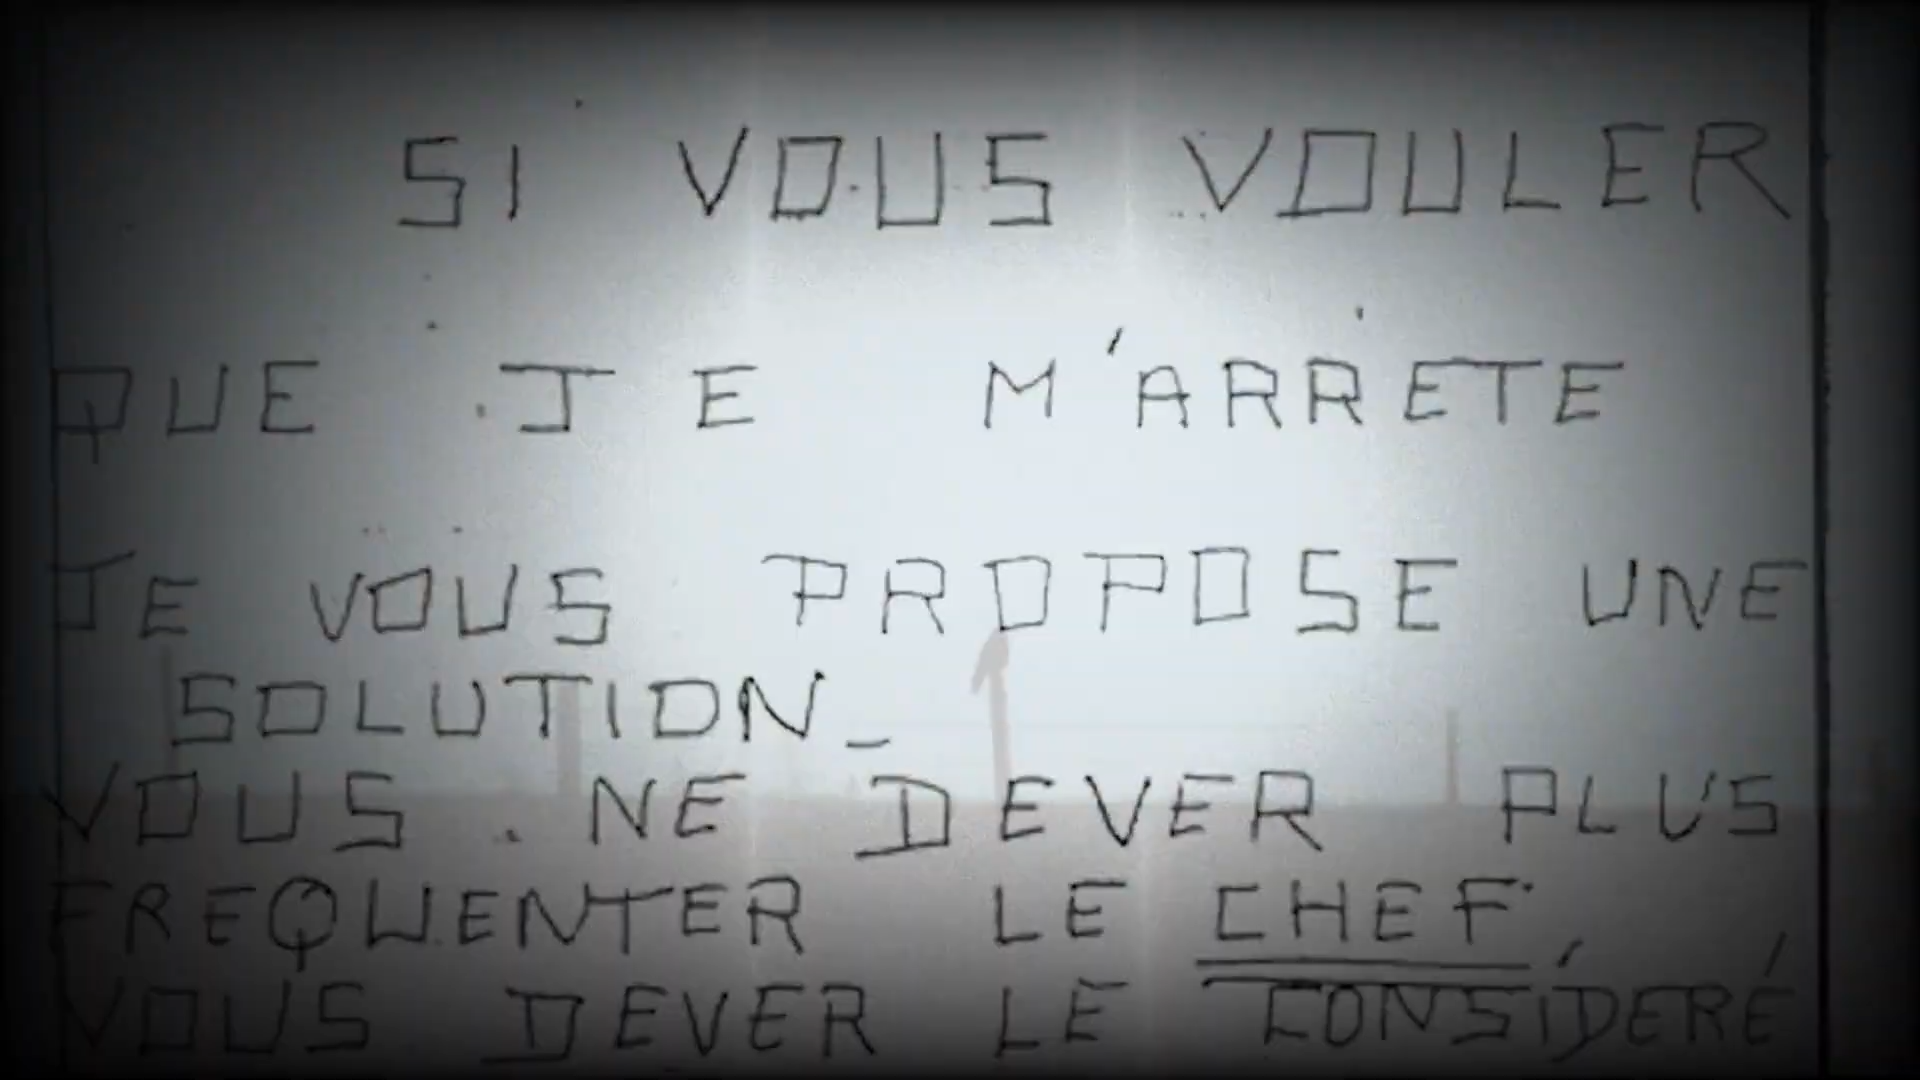 SI VOUS VOULER
QUE JE M'ARRETE
JE VOUS PROPOSE UNE
SOLUTION_
VOUS NE DEVER PLUS
FREQUENTER LE CHEF,
VOUS DEVER LE CONSIDERÉ